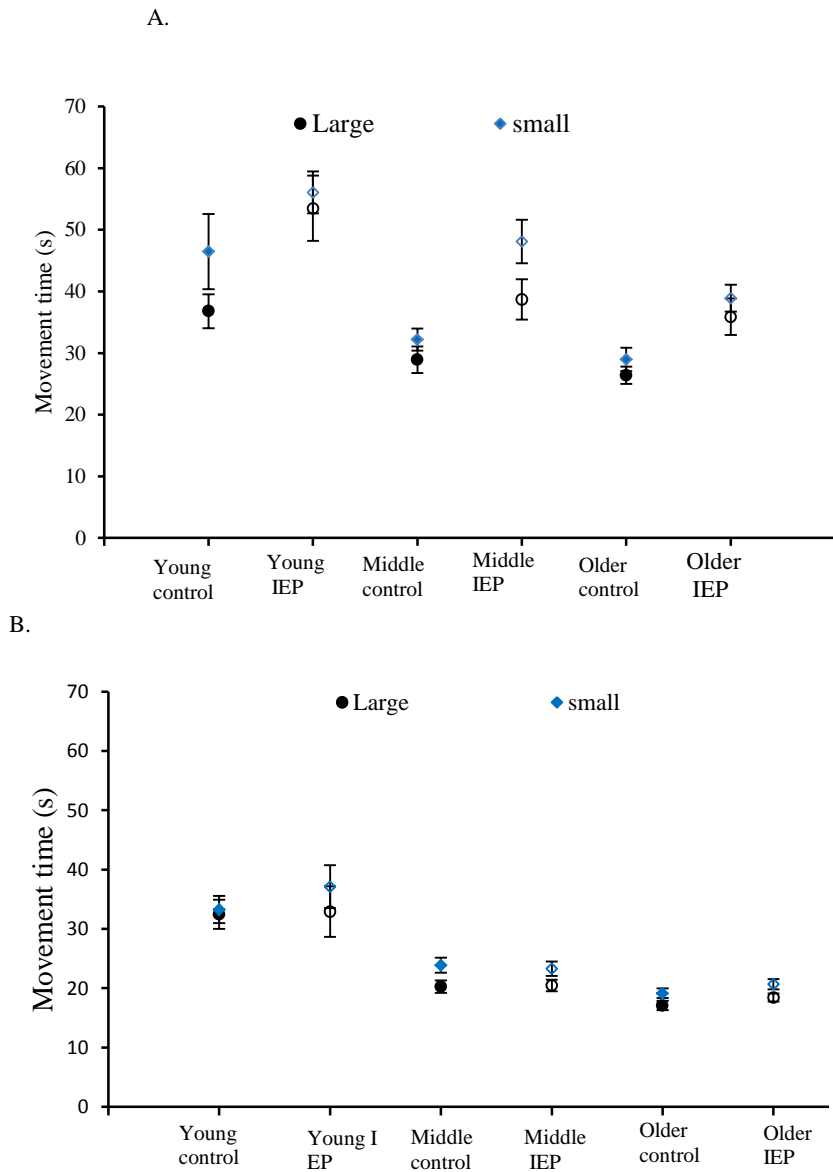 A.
70
Large small
60
50
40
30
20
10
0
Movement time (s)
Young control
Young IEP
Middle control
Middle IEP
Older control
Older IEP
B.
70
Large small
60
50
40
30
20
10
0
Movement time (s)
Young control
Young I EP
Middle control
Middle IEP
Older control
Older IEP